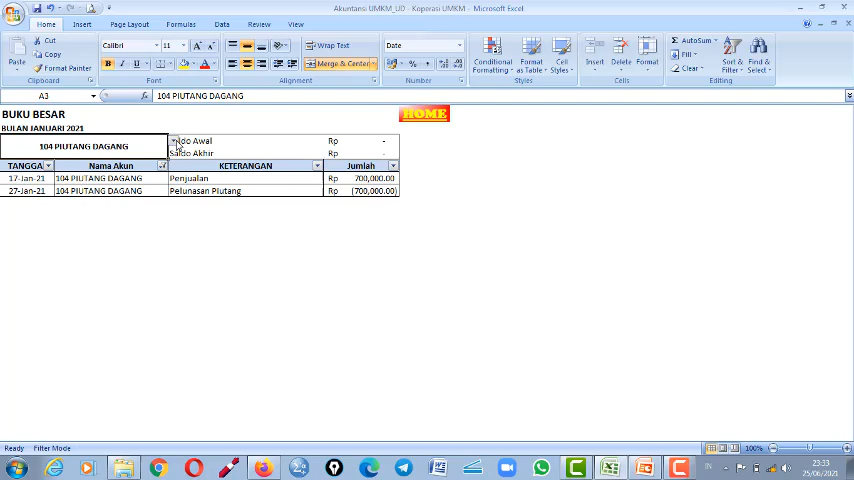 Akuntansi UMKM_UD - Koperasi UMKM - Microsoft Excel
Home Insert Page Layout Formulas Data Review View
Paste
Cut
Copy
Format Painter
Clipboard
Calibri 11
B I U
Font
Wrap Text
Merge & Center
Alignment
Date
Number
Conditional Formatting
Format as Table
Cell Styles
Styles
Insert Delete Format
Cells
AutoSum
Fill
Clear
Sort & Filter
Find & Select
Editing
A3 fx 104 PIUTANG DAGANG
BUKU BESAR HOME
BULAN JANUARI 2021
104 PIUTANG DAGANG
ldo Awal Rp -
Saldo Akhir Rp -
TANGGA Nama Akun KETERANGAN Jumlah
17-Jan-21 104 PIUTANG DAGANG Penjualan Rp 700,000.00
27-Jan-21 104 PIUTANG DAGANG Pelunasan Piutang Rp (700,000.00)
Ready Filter Mode 100%
IN 23:33
25/06/2021